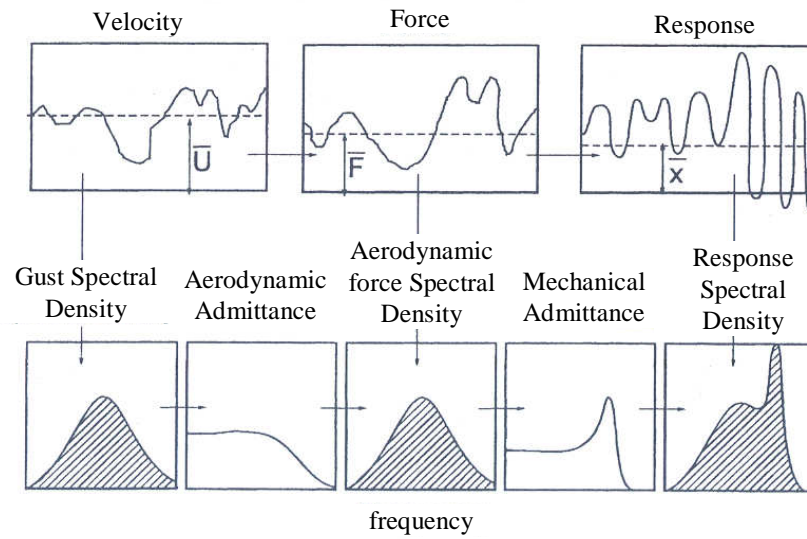 Velocity
Force
Response
U
F
x
Gust Spectral
Density
Aerodynamic
Admittance
Aerodynamic
force Spectral
Density
Mechanical
Admittance
Response
Spectral
Density
frequency